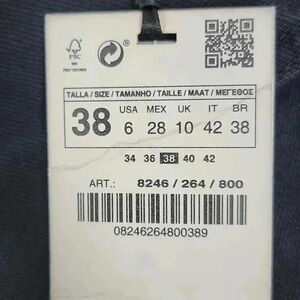 FSC
MIX
TALLA / SIZE / TAMANHO / TAILLE / MAAT / ΜΕΓΕΘΟΣ
38 USA MEX UK IT BR
6 28 10 42 38
34 36 38 40 42
ART.: 8246 / 264 / 800
08246264800389